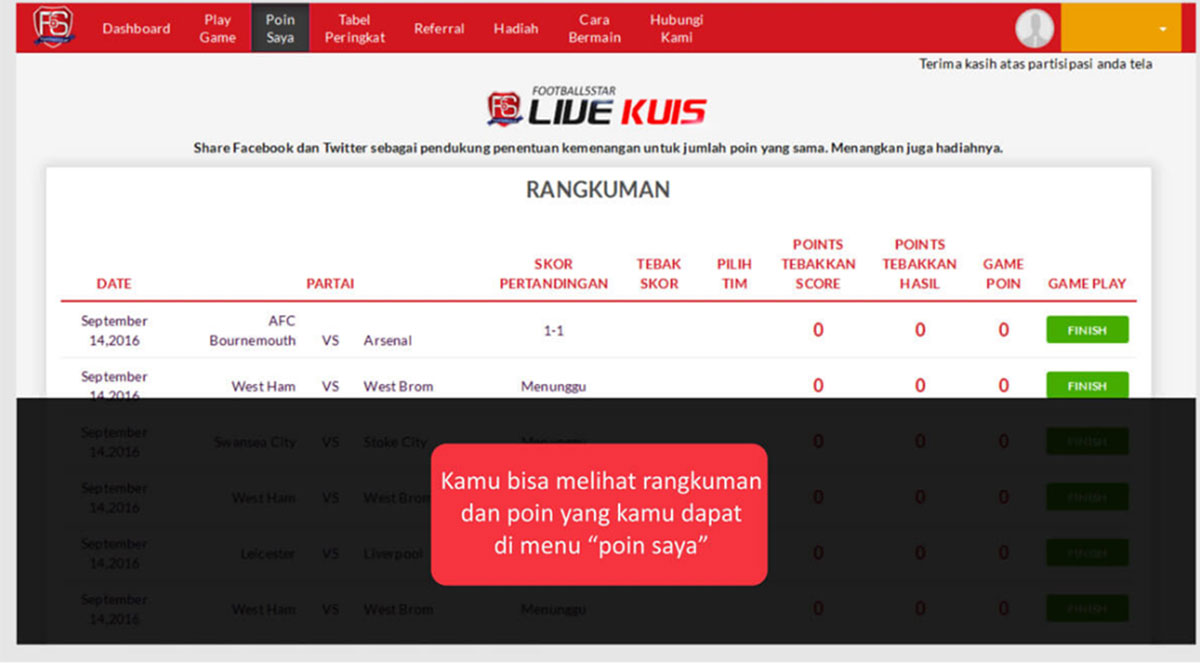 Dashboard
Play Game
Poin Saya
Tabel Peringkat
Referral
Hadiah
Cara Bermain
Hubungi Kami
Terima kasih atas partisipasi anda tela
FOOTBALL5STAR
LIVE KUIS
Share Facebook dan Twitter sebagai pendukung penentuan kemenangan untuk jumlah poin yang sama. Menangkan juga hadiahnya.
RANGKUMAN
DATE PARTAI SKOR PERTANDINGAN TEBAK SKOR PILIH TIM POINTS TEBAKKAN SCORE POINTS TEBAKKAN HASIL GAME POIN GAME PLAY
September 14,2016 AFC Bournemouth VS Arsenal 1-1 0 0 0 FINISH
September 14,2016 West Ham VS West Brom Menunggu 0 0 0 FINISH
September 14,2016 Swansea City VS Stoke City Menunggu 0 0 0 FINISH
September 14,2016 West Ham VS West Brom 0 0 0 FINISH
September 14,2016 Leicester VS Liverpool 0 0 0 FINISH
September 14,2016 West Ham VS West Brom Menunggu 0 0 0 FINISH
Kamu bisa melihat rangkuman
dan poin yang kamu dapat
di menu “poin saya”